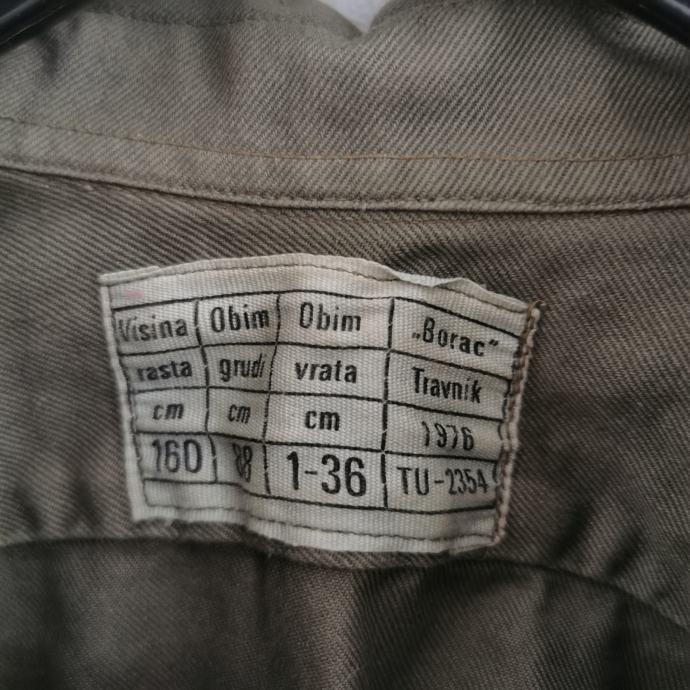 Visina Obim Obim „Borac"
rasta grudi vrata Travnik
cm cm cm 1976
160 88 1-36 TU-2354